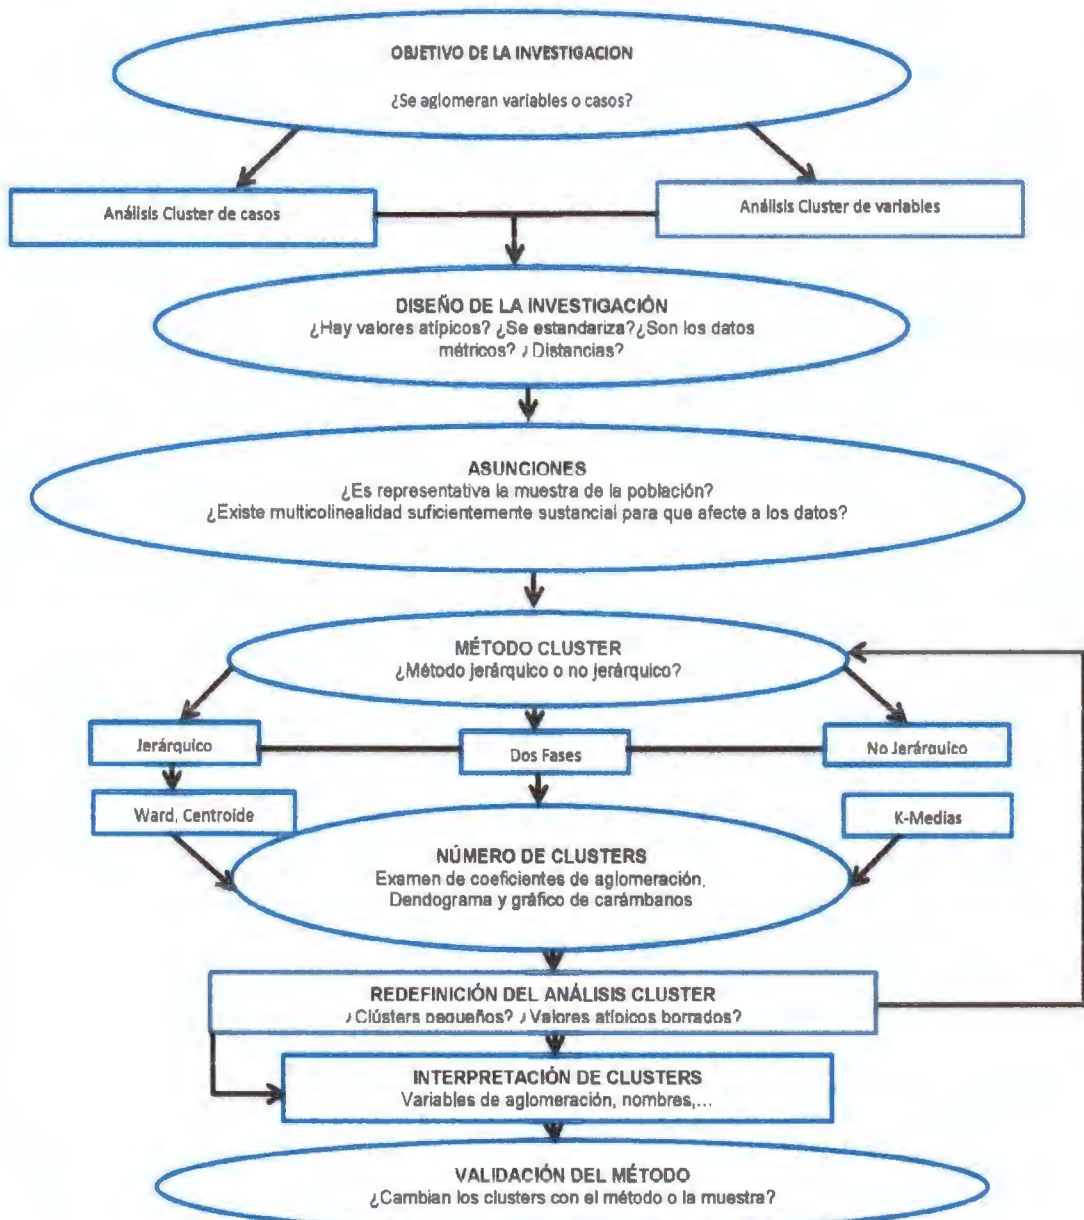 OBJETIVO DE LA INVESTIGACION
¿Se aglomeran variables o casos?
Análisis Cluster de casos
Análisis Cluster de variables
DISEÑO DE LA INVESTIGACIÓN
¿Hay valores atípicos? ¿Se estandariza?¿Son los datos
métricos? ¿Distancias?
ASUNCIONES
¿Es representativa la muestra de la población?
¿Existe multicolinealidad suficientemente sustancial para que afecte a los datos?
MÉTODO CLUSTER
¿Método jerárquico o no jerárquico?
Jerárquico
Dos Fases
No Jerárquico
Ward, Centroide
K-Medias
NÚMERO DE CLUSTERS
Examen de coeficientes de aglomeración,
Dendograma y gráfico de carámbanos
REDEFINICIÓN DEL ANÁLISIS CLUSTER
¿Clústers pequeños? ¿Valores atípicos borrados?
INTERPRETACIÓN DE CLUSTERS
Variables de aglomeración, nombres,...
VALIDACIÓN DEL MÉTODO
¿Cambian los clusters con el método o la muestra?